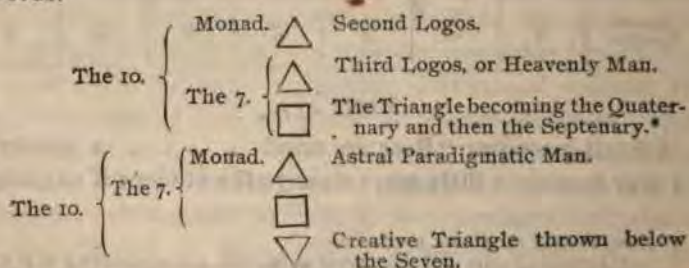 Monad. Second Logos.
The 10. Third Logos, or Heavenly Man.
The 7. The Triangle becoming the Quater-
nary and then the Septenary.*
Monad. Astral Paradigmatic Man.
The 7.
The 10.
Creative Triangle thrown below
the Seven.